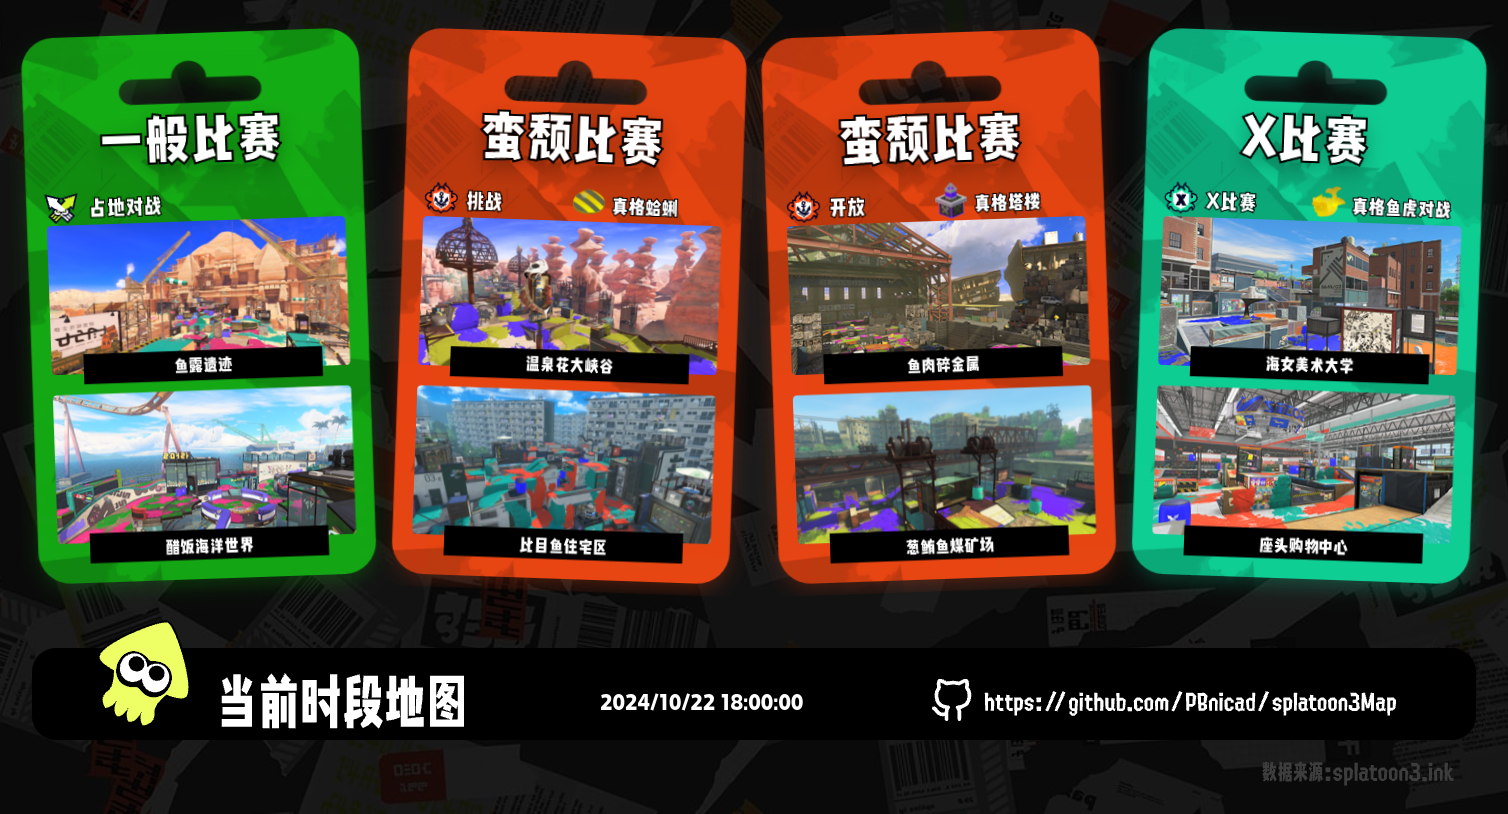 一般比赛
占地对战
鱼露遗迹
醋饭海洋世界
蛮颓比赛
挑战
真格蛤蜊
温泉花大峡谷
比目鱼住宅区
蛮颓比赛
开放
真格塔楼
鱼肉碎金属
葱鲔鱼煤矿场
X比赛
X比赛
真格鱼虎对战
海女美术大学
座头购物中心
当前时段地图
2024/10/22 18:00:00
https://github.com/PBnicad/splatoon3Map
数据来源:splatoon3.ink